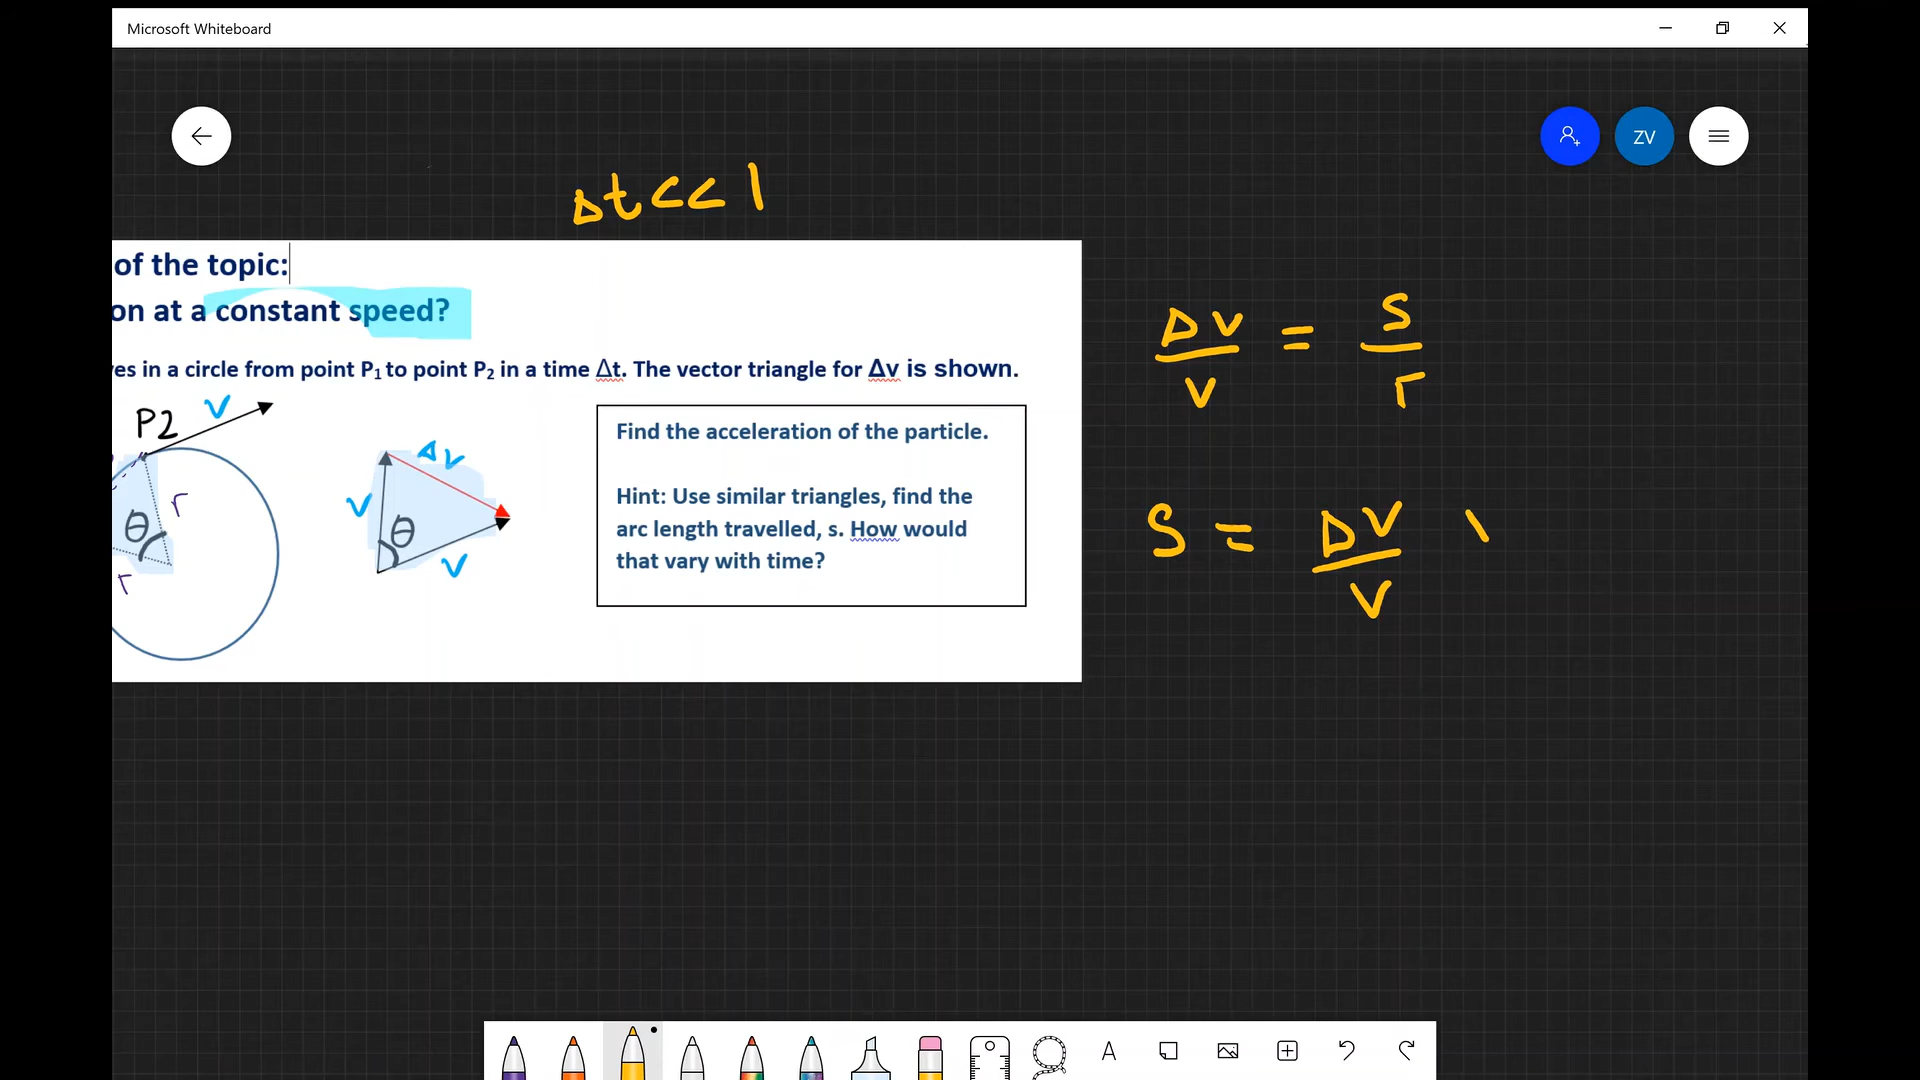 Microsoft Whiteboard
ZV
Δt << 1
of the topic:
on at a constant speed?
es in a circle from point P₁ to point P₂ in a time Δt. The vector triangle for Δv is shown.
P2
v
r
θ
r
Δv
v
θ
v
Find the acceleration of the particle.
Hint: Use similar triangles, find the
arc length travelled, s. How would
that vary with time?
Δv/v = s/r
S = Δv/v
A